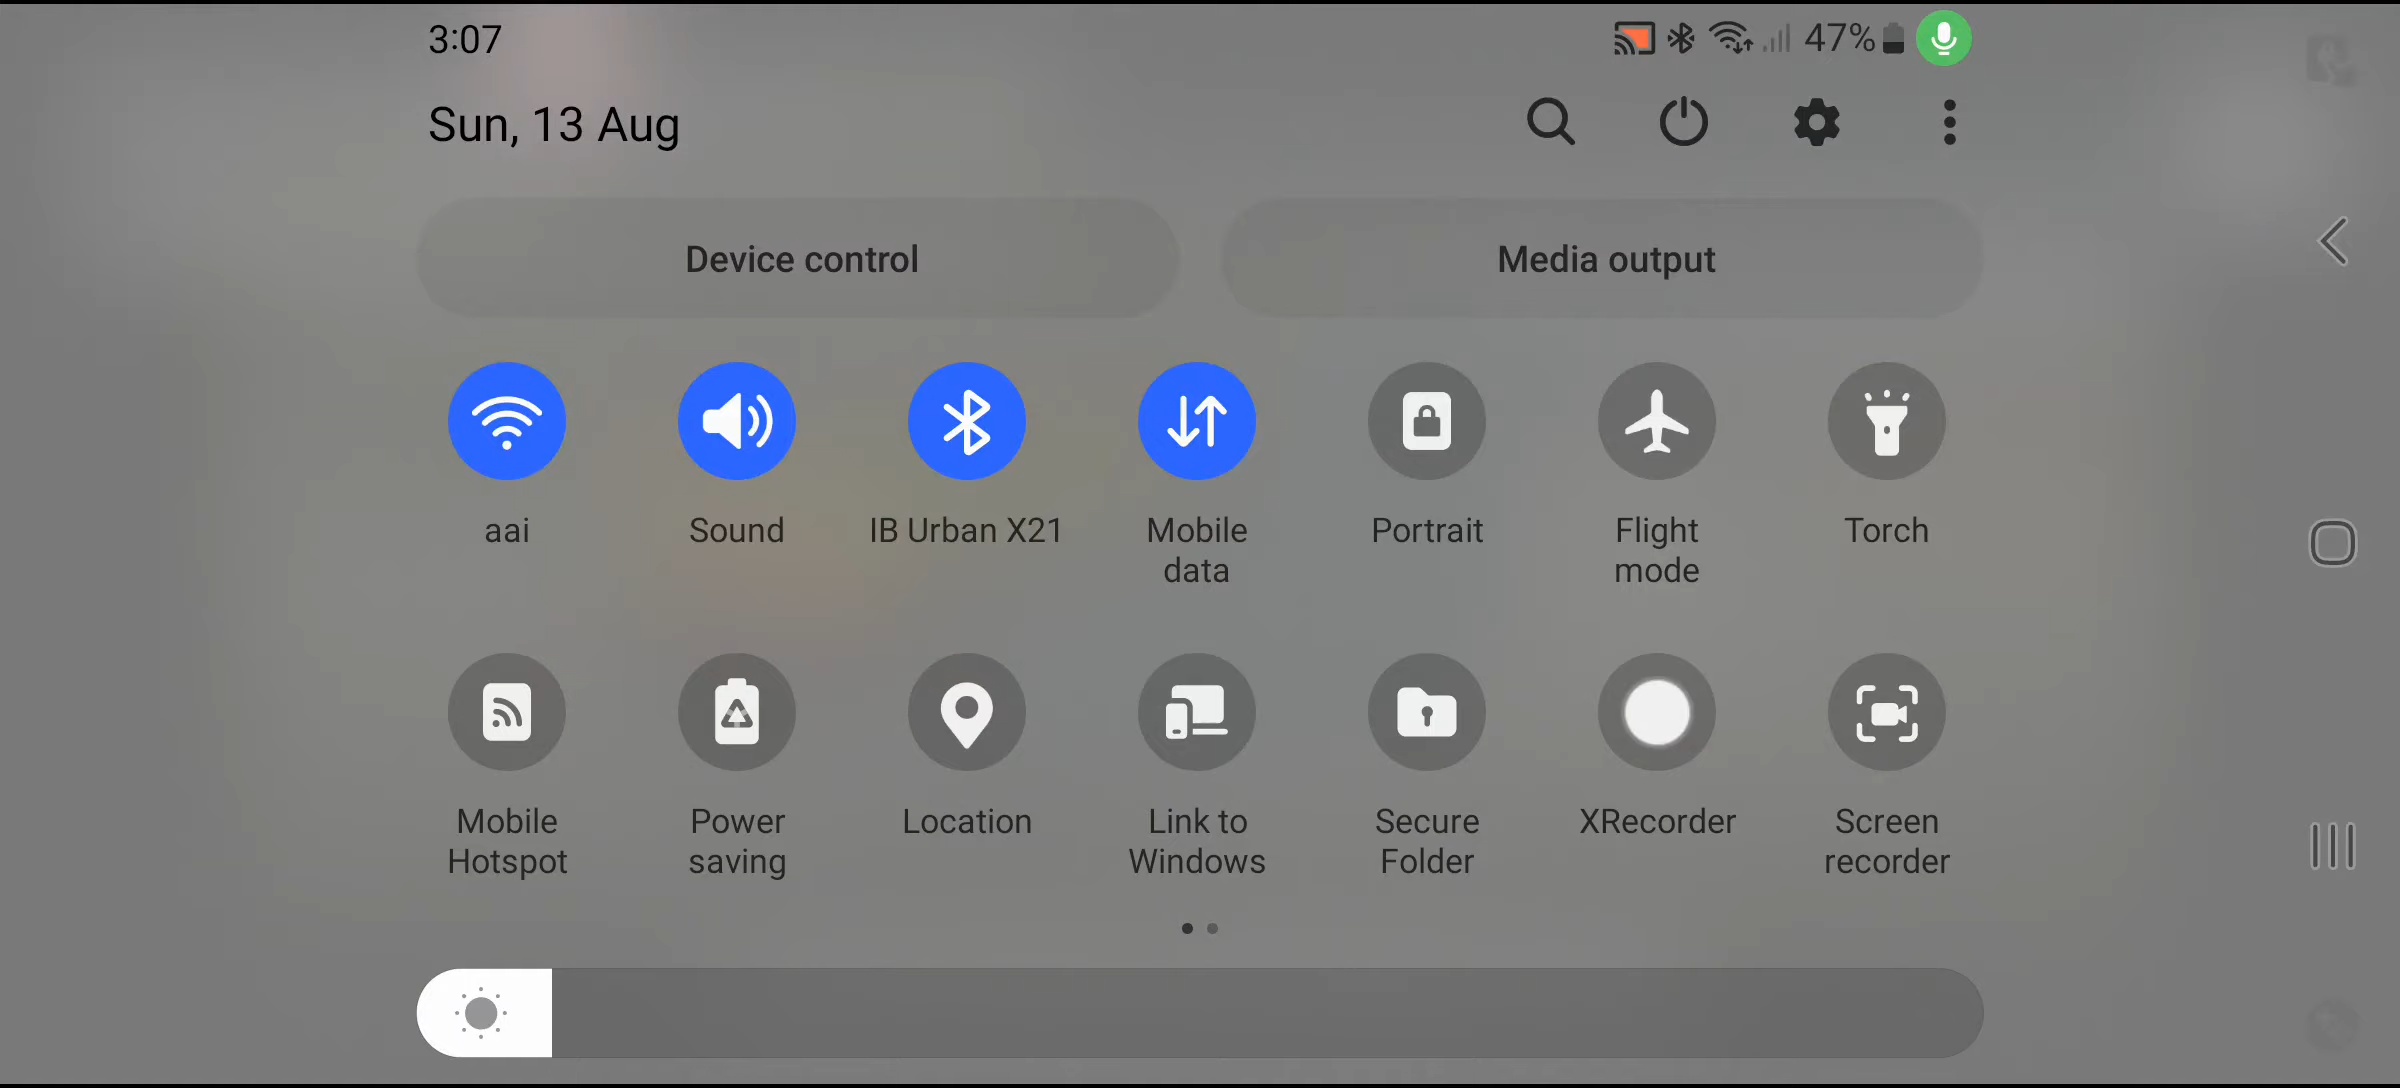 3:07
47%
Sun, 13 Aug
Device control
Media output
aai
Sound
IB Urban X21
Mobile
data
Portrait
Flight
mode
Torch
Mobile
Hotspot
Power
saving
Location
Link to
Windows
Secure
Folder
XRecorder
Screen
recorder